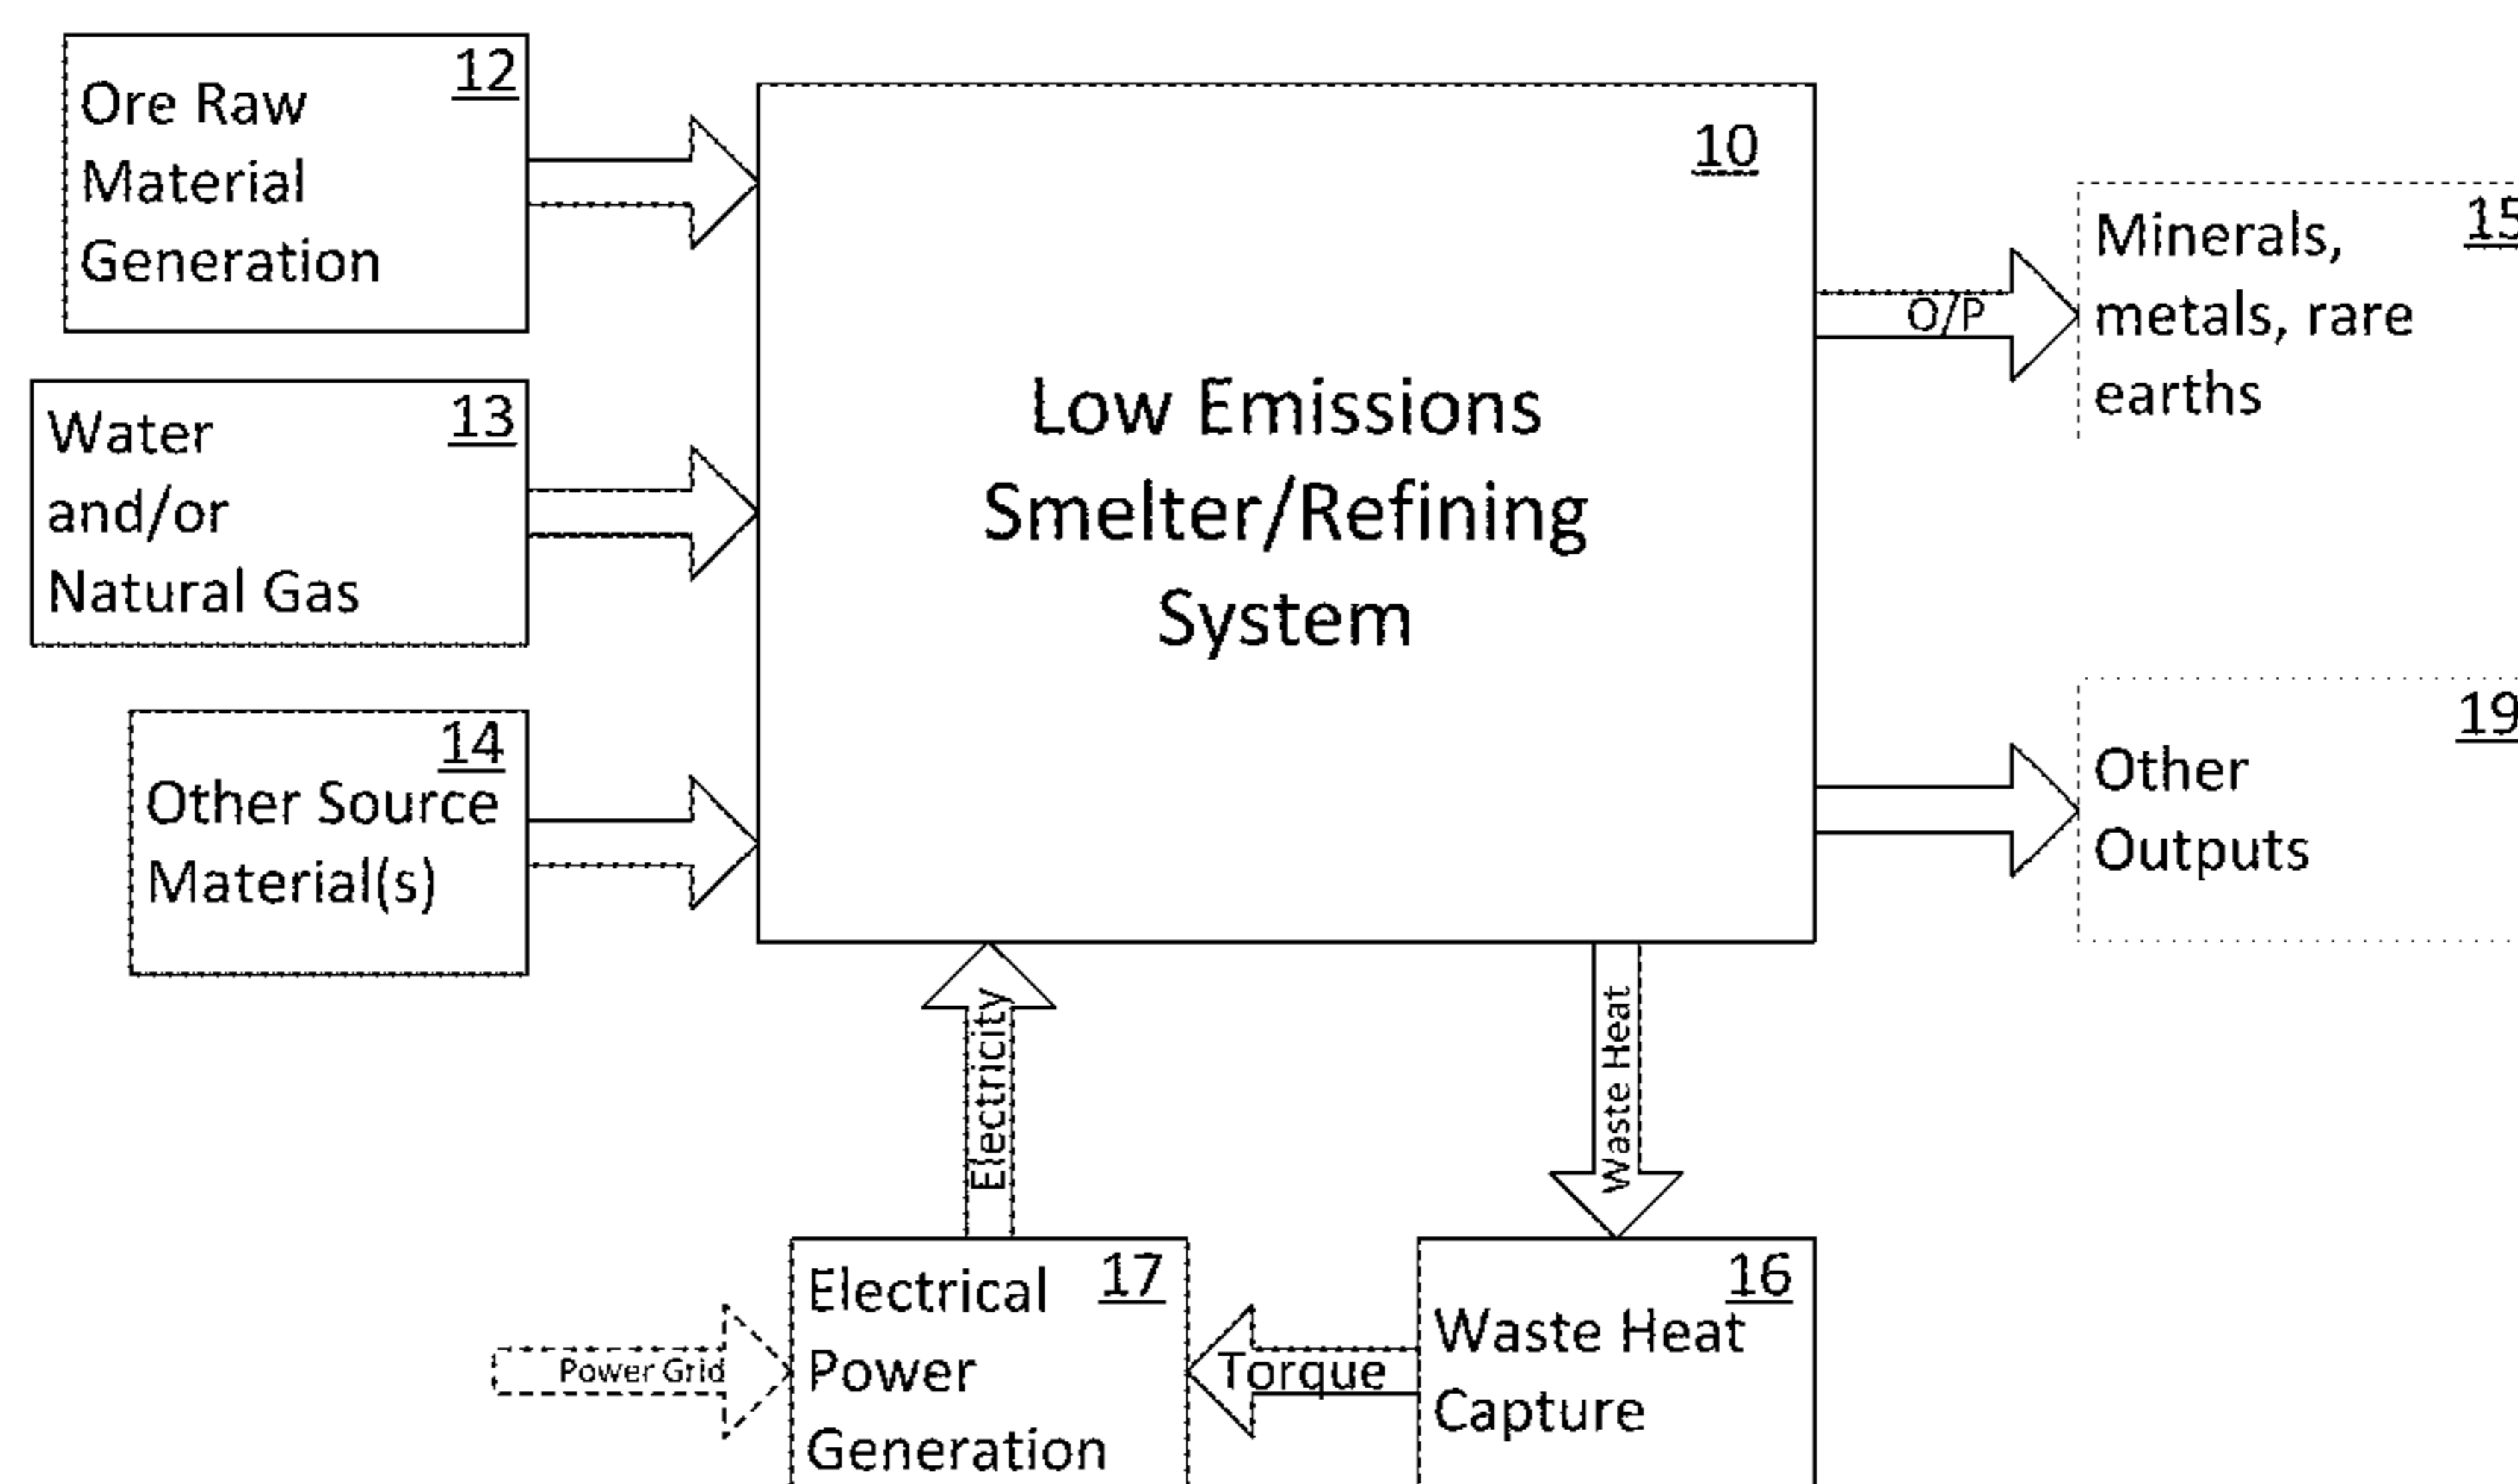 12
Ore Raw
Material
Generation
13
Water
and/or
Natural Gas
14
Other Source
Material(s)
10
Low Emissions
Smelter/Refining
System
O/P
15
Minerals,
metals, rare
earths
19
Other
Outputs
Electricity
Waste Heat
Power Grid
17
Electrical
Power
Generation
Torque
16
Waste Heat
Capture